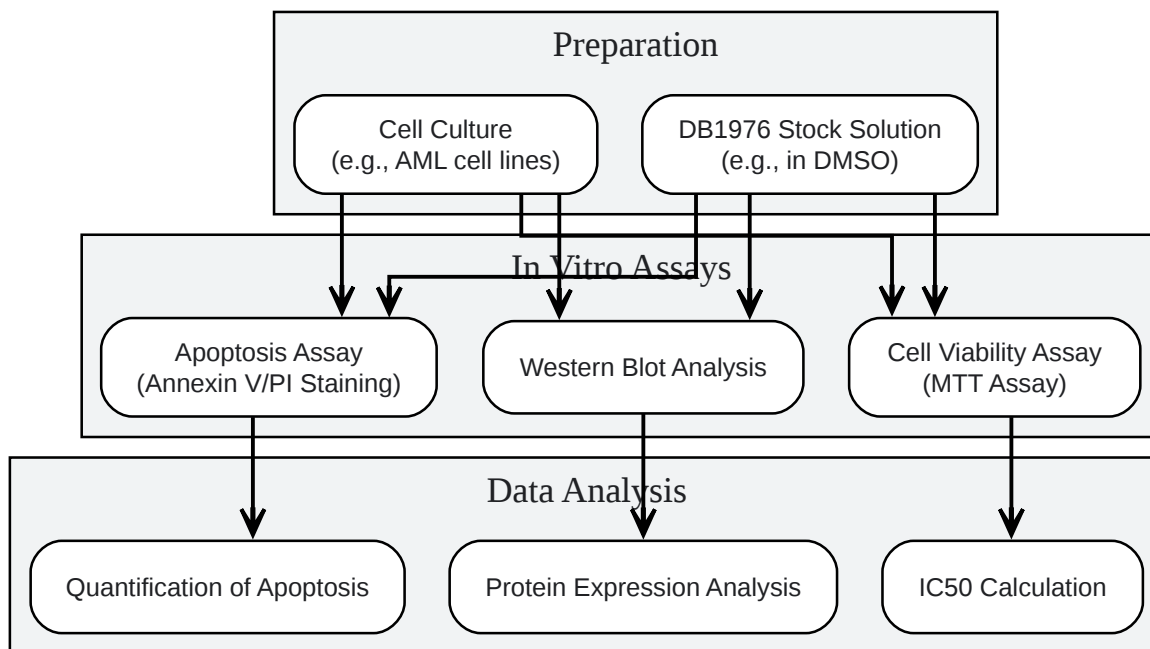 Preparation
Cell Culture
(e.g., AML cell lines)
DB1976 Stock Solution
(e.g., in DMSO)
In Vitro Assays
Apoptosis Assay
(Annexin V/PI Staining)
Western Blot Analysis
Cell Viability Assay
(MTT Assay)
Data Analysis
Quantification of Apoptosis
Protein Expression Analysis
IC50 Calculation